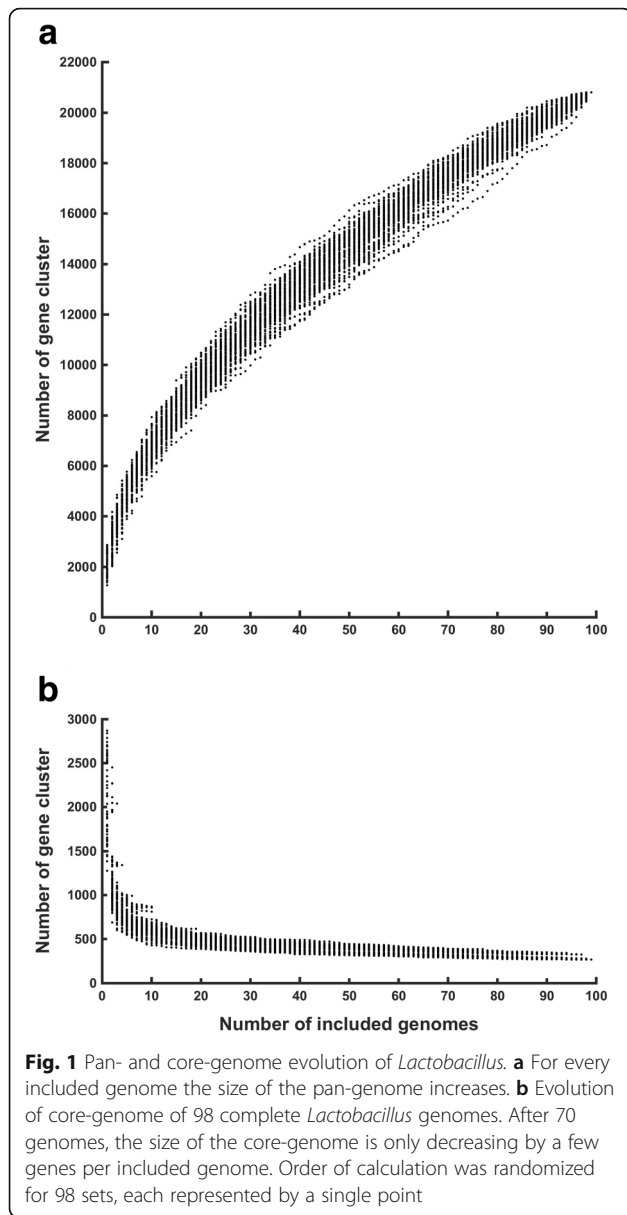 a
22000
20000
18000
16000
14000
12000
10000
8000
6000
4000
2000
0
Number of gene cluster
0 10 20 30 40 50 60 70 80 90 100
b
3000
2500
2000
1500
1000
500
0
Number of gene cluster
0 10 20 30 40 50 60 70 80 90 100
Number of included genomes
Fig. 1 Pan- and core-genome evolution of Lactobacillus. a For every
included genome the size of the pan-genome increases. b Evolution
of core-genome of 98 complete Lactobacillus genomes. After 70
genomes, the size of the core-genome is only decreasing by a few
genes per included genome. Order of calculation was randomized
for 98 sets, each represented by a single point